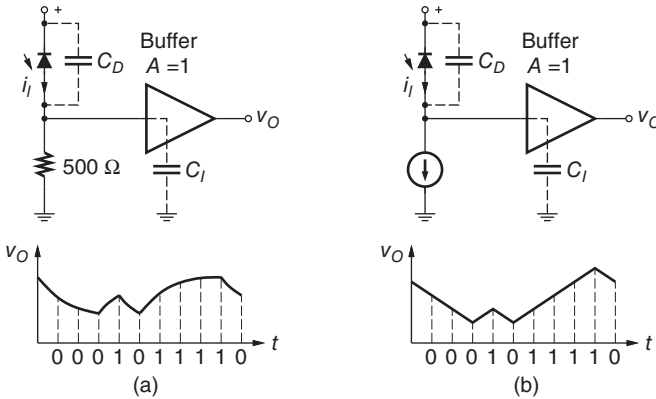 +
Buffer
A = 1
C_D
i_I
v_O
500 Ω
C_I
v_O
t
0 0 0 1 0 1 1 1 1 0
(a)
+
Buffer
A = 1
C_D
i_I
v_O
C_I
v_O
t
0 0 0 1 0 1 1 1 1 0
(b)